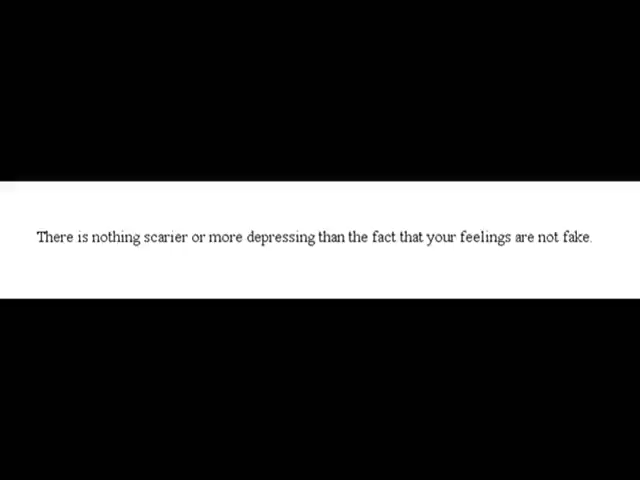 There is nothing scarier or more depressing than the fact that your feelings are not fake.